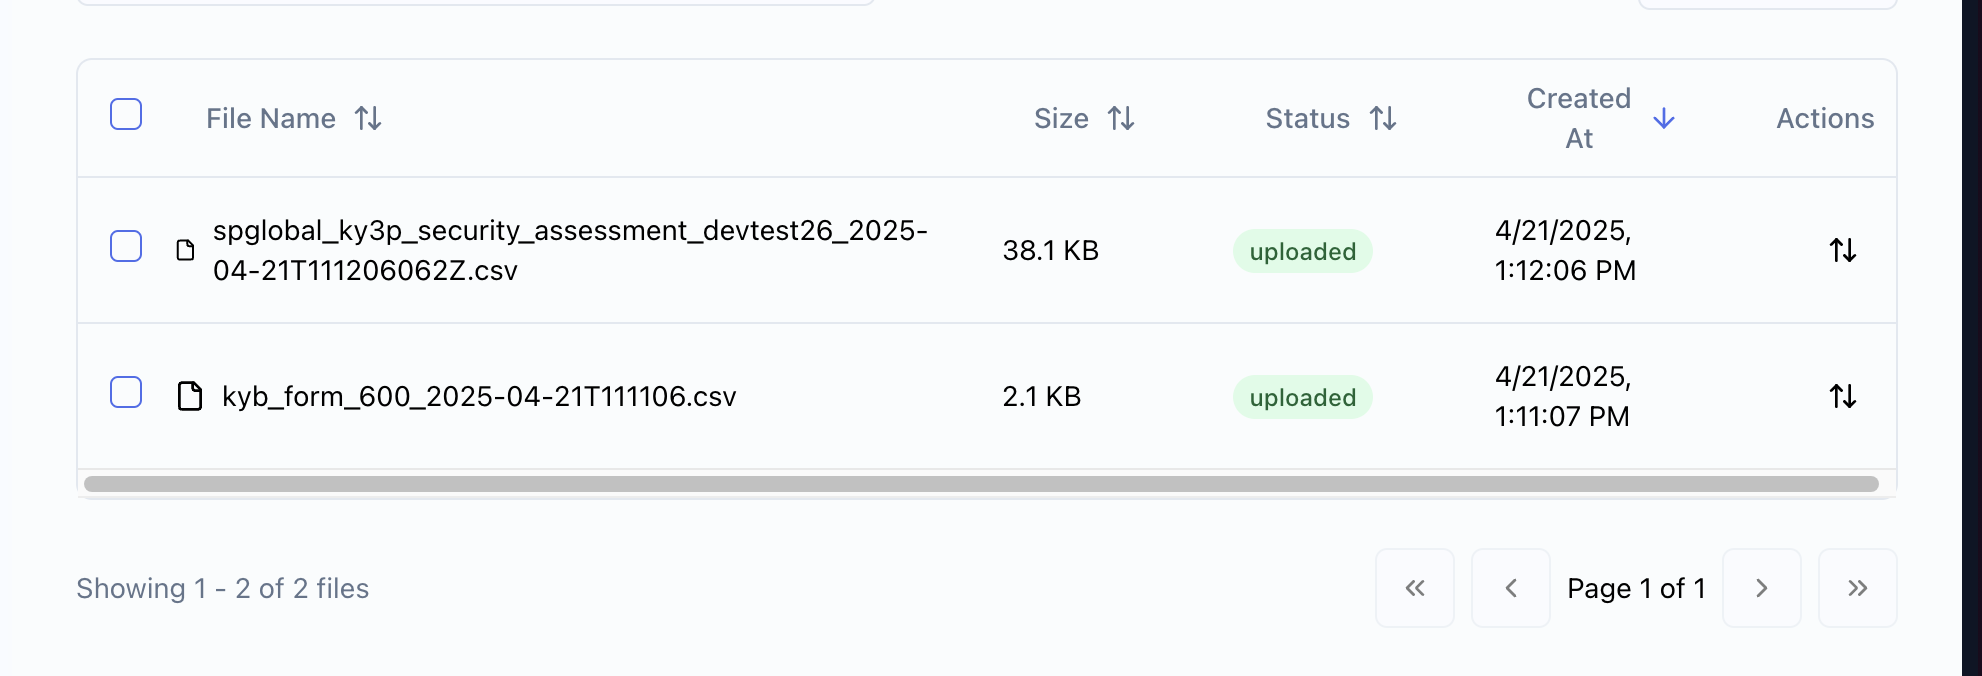 File Name Size Status Created At Actions
spglobal_ky3p_security_assessment_devtest26_2025-
04-21T111206062Z.csv
38.1 KB
uploaded
4/21/2025,
1:12:06 PM
kyb_form_600_2025-04-21T111106.csv
2.1 KB
uploaded
4/21/2025,
1:11:07 PM
Showing 1 - 2 of 2 files
Page 1 of 1